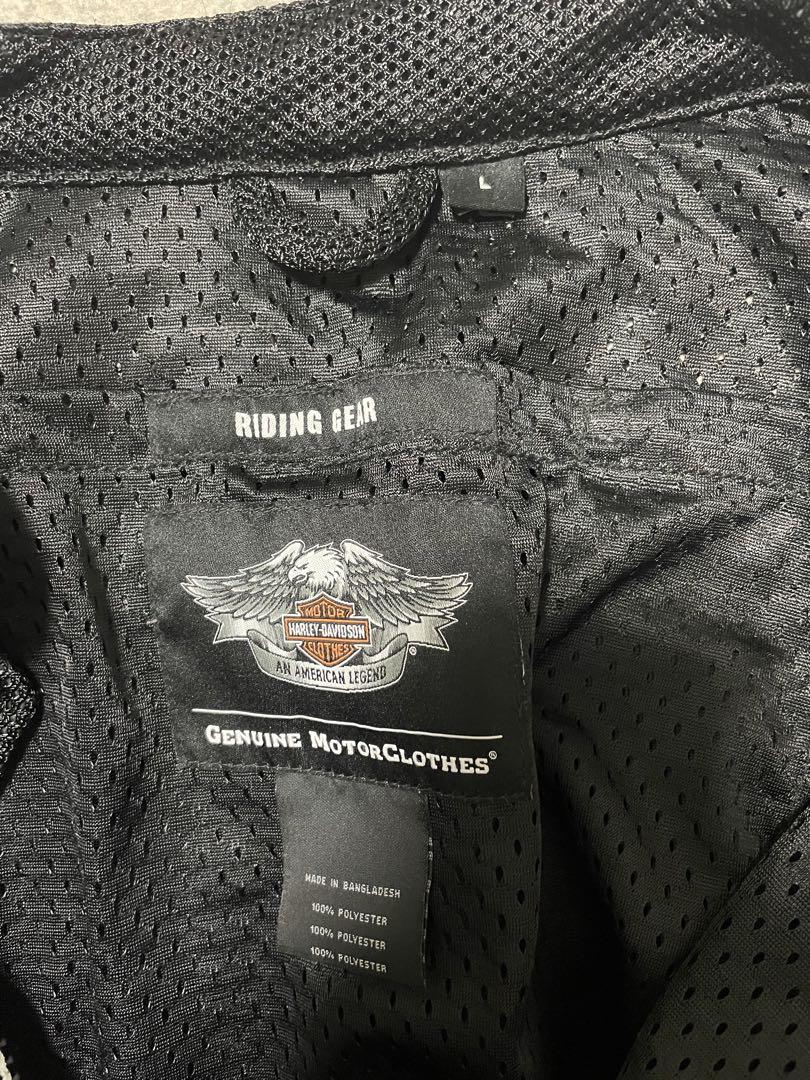 L
RIDING GEAR
MOTOR
HARLEY-DAVIDSON
CLOTHES
®
AN AMERICAN LEGEND
GENUINE MOTORCLOTHES®
MADE IN BANGLADESH
100% POLYESTER
100% POLYESTER
100% POLYESTER